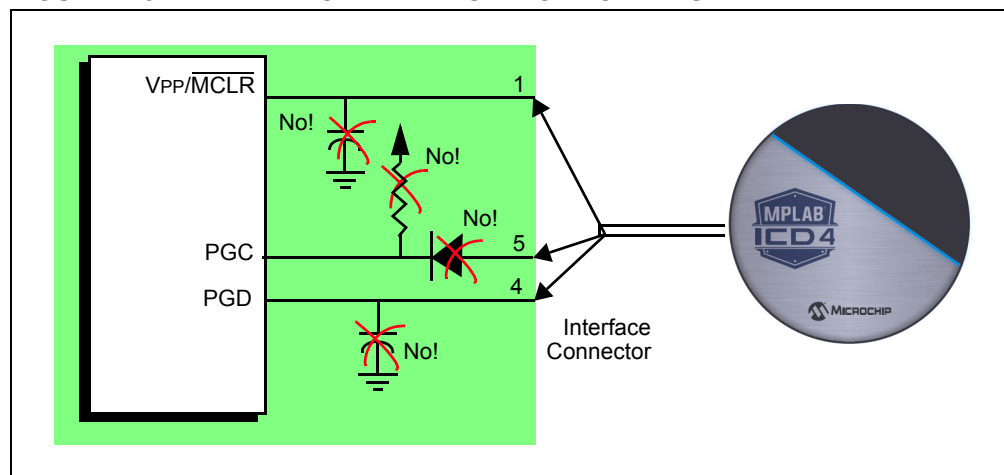 VPP/MCLR
1
No!
No!
No!
PGC
5
PGD
4
No!
Interface
Connector
MPLAB
ICD4
MICROCHIP